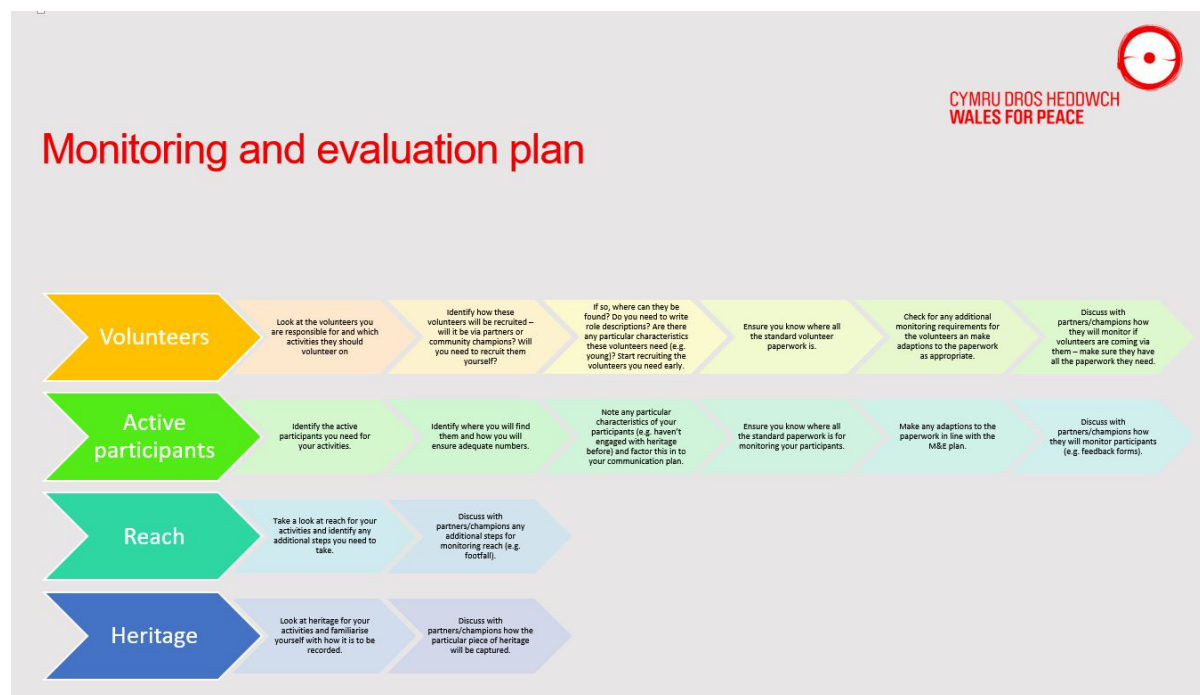 CYMRU DROS HEDDWCH
WALES FOR PEACE
Monitoring and evaluation plan
Volunteers
Look at the volunteers you
are responsible for and which
activities they should
volunteer on
Identify how these
volunteers will be recruited –
will it be via partners or
community champions? Will
you need to recruit them
yourself?
If so, where can they be
found? Do you need to write
role descriptions? Are there
any particular characteristics
these volunteers need (e.g.
young)? Start recruiting the
volunteers you need early.
Ensure you know where all
the standard volunteer
paperwork is.
Check for any additional
monitoring requirements for
the volunteers an make
adaptions to the paperwork
as appropriate.
Discuss with
partners/champions how
they will monitor if
volunteers are coming via
them – make sure they have
all the paperwork they need.
Active
participants
Identify the active
participants you need for
your activities.
Identify where you will find
them and how you will
ensure adequate numbers.
Note any particular
characteristics of your
participants (e.g. haven't
engaged with heritage
before) and factor this in to
your communication plan.
Ensure you know where all
the standard paperwork is for
monitoring your participants.
Make any adaptions to the
paperwork in line with the
M&E plan.
Discuss with
partners/champions how
they will monitor participants
(e.g. feedback forms).
Reach
Take a look at reach for your
activities and identify any
additional steps you need to
take.
Discuss with
partners/champions any
additional steps for
monitoring reach (e.g.
footfall).
Heritage
Look at heritage for your
activities and familiarise
yourself with how it is to be
recorded.
Discuss with
partners/champions how the
particular piece of heritage
will be captured.